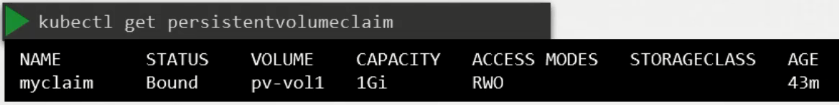 kubectl get persistentvolumeclaim
NAME STATUS VOLUME CAPACITY ACCESS MODES STORAGECLASS AGE
myclaim Bound pv-vol1 1Gi RWO 43m